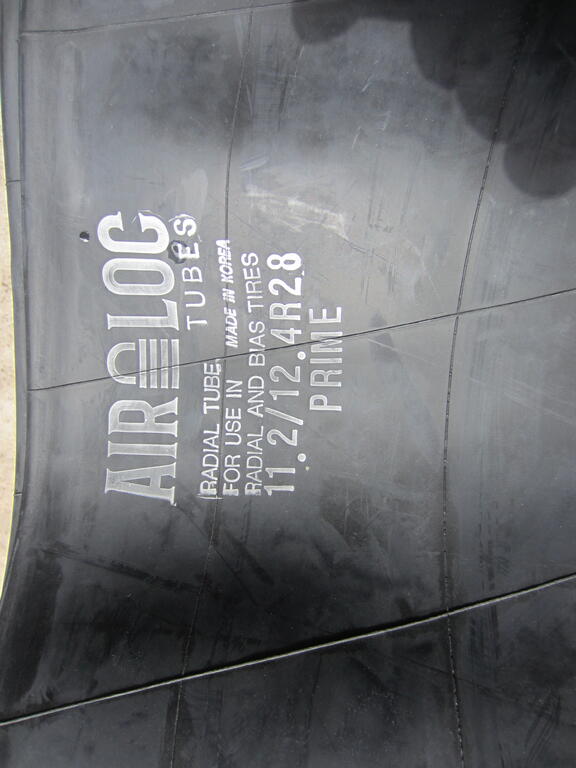 AIR LOC
TUBES
RADIAL TUBE
FOR USE IN MADE IN KOREA
RADIAL AND BIAS TIRES
11.2/12.4R28
PRIME